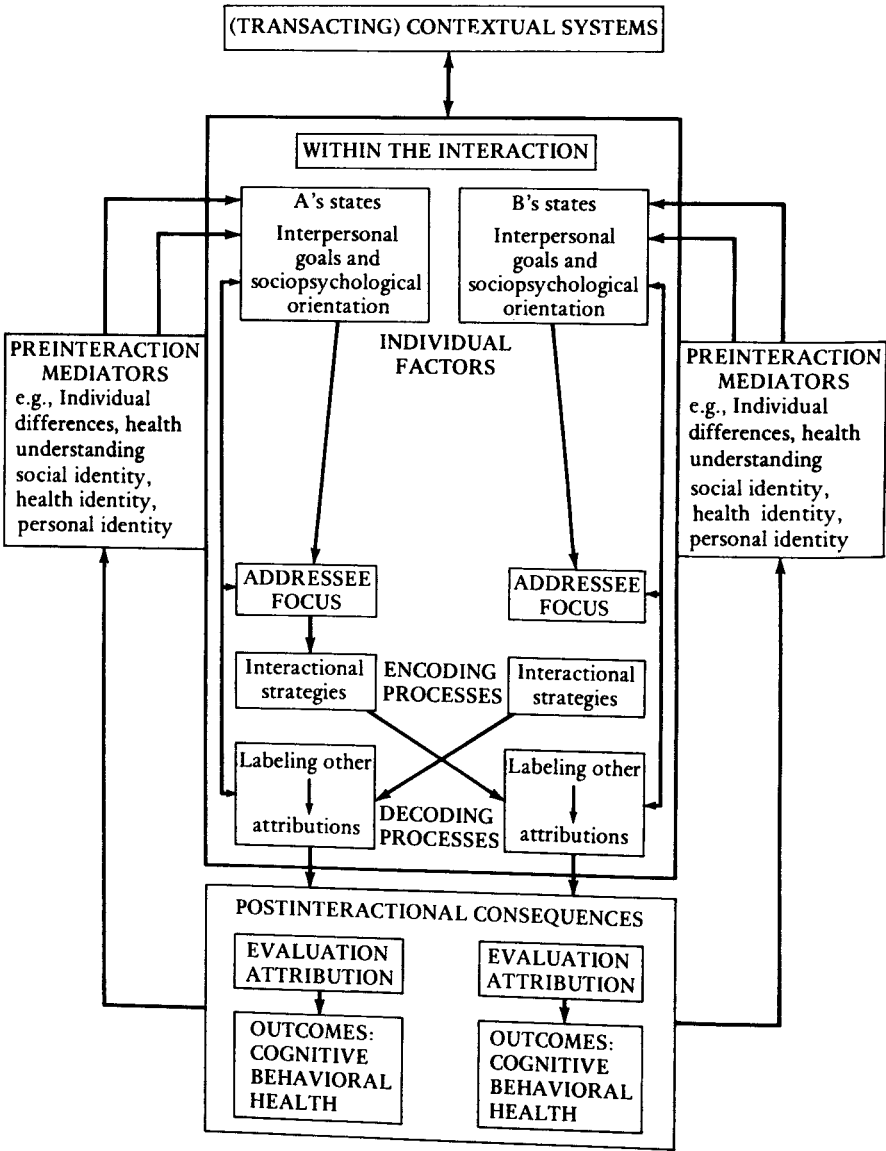 (TRANSACTING) CONTEXTUAL SYSTEMS
WITHIN THE INTERACTION
A's states
Interpersonal
goals and
sociopsychological
orientation
B's states
Interpersonal
goals and
sociopsychological
orientation
INDIVIDUAL
FACTORS
PREINTERACTION
MEDIATORS
e.g., Individual
differences, health
understanding
social identity,
health identity,
personal identity
PREINTERACTION
MEDIATORS
e.g., Individual
differences, health
understanding
social identity,
health identity,
personal identity
ADDRESSEE
FOCUS
ADDRESSEE
FOCUS
Interactional
strategies
ENCODING
PROCESSES
Interactional
strategies
Labeling other
attributions
DECODING
PROCESSES
Labeling other
attributions
POSTINTERACTIONAL CONSEQUENCES
EVALUATION
ATTRIBUTION
EVALUATION
ATTRIBUTION
OUTCOMES:
COGNITIVE
BEHAVIORAL
HEALTH
OUTCOMES:
COGNITIVE
BEHAVIORAL
HEALTH